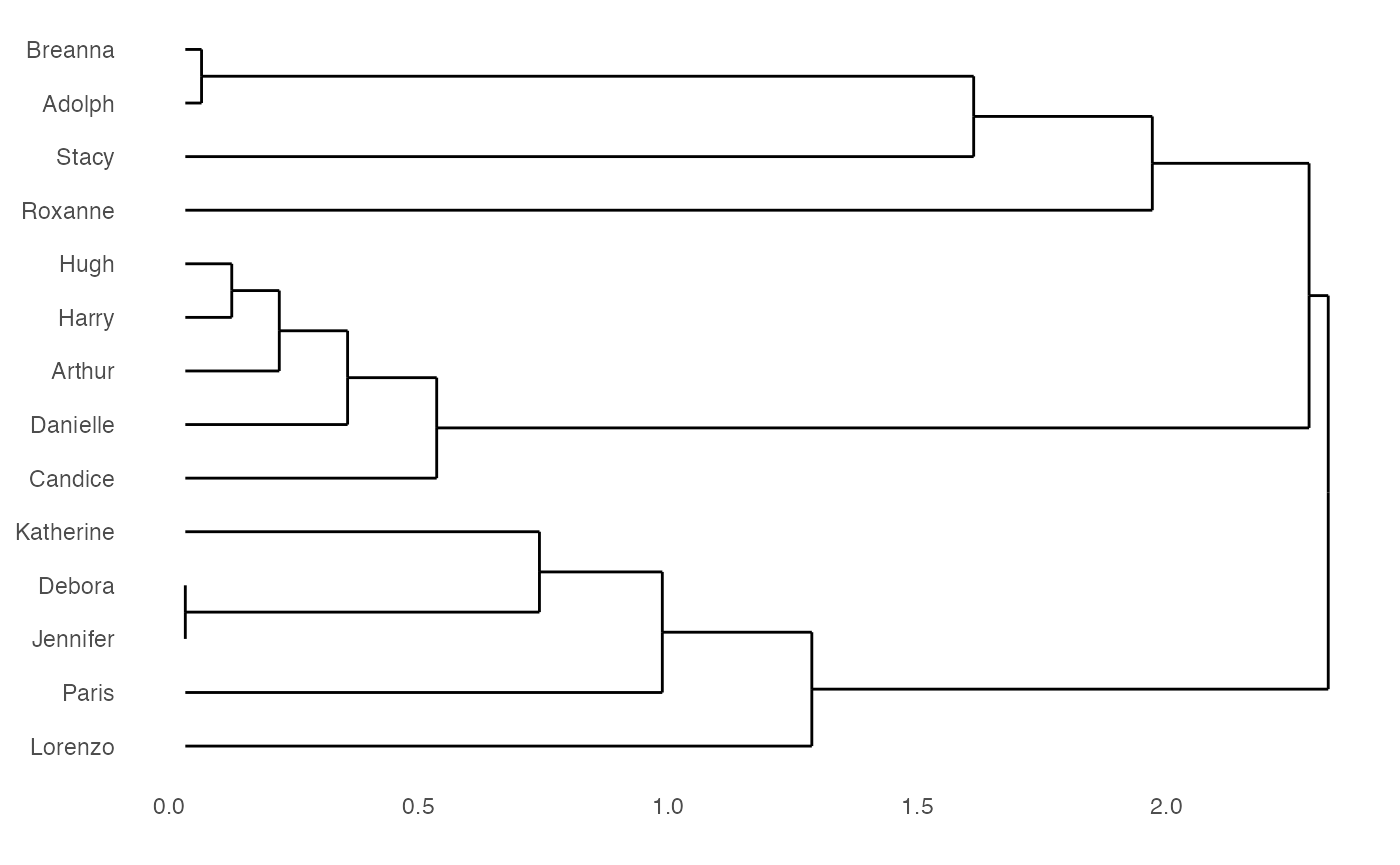 Breanna
Adolph
Stacy
Roxanne
Hugh
Harry
Arthur
Danielle
Candice
Katherine
Debora
Jennifer
Paris
Lorenzo
0.0 0.5 1.0 1.5 2.0